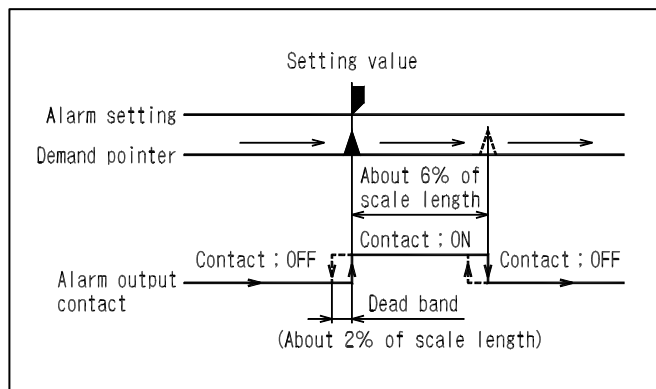 Setting value
Alarm setting
Demand pointer
About 6% of
scale length
Contact ; OFF
Contact ; ON
Contact ; OFF
Alarm output
contact
Dead band
(About 2% of scale length)